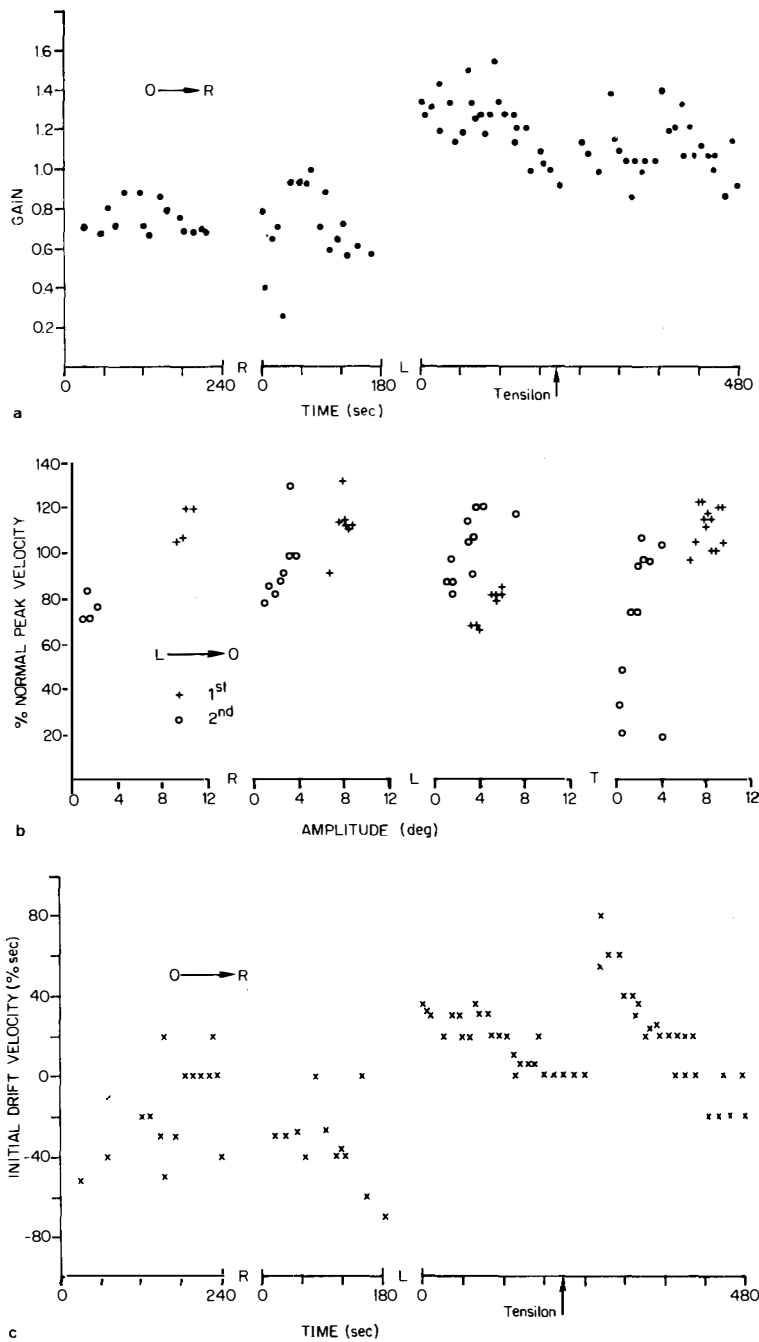 GAIN
1.6
1.4
1.2
1.0
0.8
0.6
0.4
0.2
O → R
0 240 R 0 180 L 0 480
Tensilon
TIME (sec)
a
% NORMAL PEAK VELOCITY
140
120
100
80
60
40
20
L → O
+ 1st
o 2nd
0 4 8 12 R 0 4 8 12 L 0 4 8 12 T 0 4 8 12
AMPLITUDE (deg)
b
INITIAL DRIFT VELOCITY (°/sec)
80
40
0
-40
-80
O → R
0 240 R 0 180 L 0 480
Tensilon
TIME (sec)
c